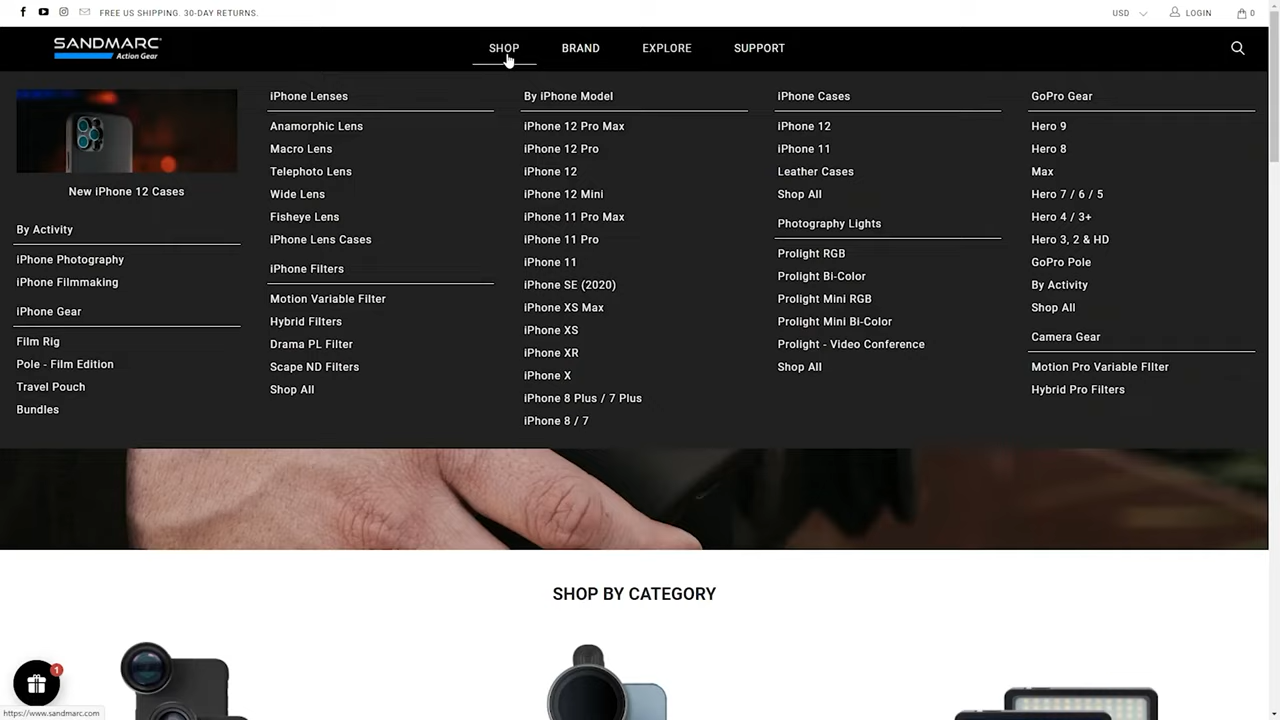 FREE US SHIPPING. 30-DAY RETURNS.
USD
LOGIN
0
SANDMARC
Action Gear
SHOP
BRAND
EXPLORE
SUPPORT
New iPhone 12 Cases
By Activity
iPhone Photography
iPhone Filmmaking
iPhone Gear
Film Rig
Pole - Film Edition
Travel Pouch
Bundles
iPhone Lenses
Anamorphic Lens
Macro Lens
Telephoto Lens
Wide Lens
Fisheye Lens
iPhone Lens Cases
iPhone Filters
Motion Variable Filter
Hybrid Filters
Drama PL Filter
Scape ND Filters
Shop All
By iPhone Model
iPhone 12 Pro Max
iPhone 12 Pro
iPhone 12
iPhone 12 Mini
iPhone 11 Pro Max
iPhone 11 Pro
iPhone 11
iPhone SE (2020)
iPhone XS Max
iPhone XS
iPhone XR
iPhone X
iPhone 8 Plus / 7 Plus
iPhone 8 / 7
iPhone Cases
iPhone 12
iPhone 11
Leather Cases
Shop All
Photography Lights
Prolight RGB
Prolight Bi-Color
Prolight Mini RGB
Prolight Mini Bi-Color
Prolight - Video Conference
Shop All
GoPro Gear
Hero 9
Hero 8
Max
Hero 7 / 6 / 5
Hero 4 / 3+
Hero 3, 2 & HD
GoPro Pole
By Activity
Shop All
Camera Gear
Motion Pro Variable FIlter
Hybrid Pro Filters
SHOP BY CATEGORY
1
https://www.sandmarc.com